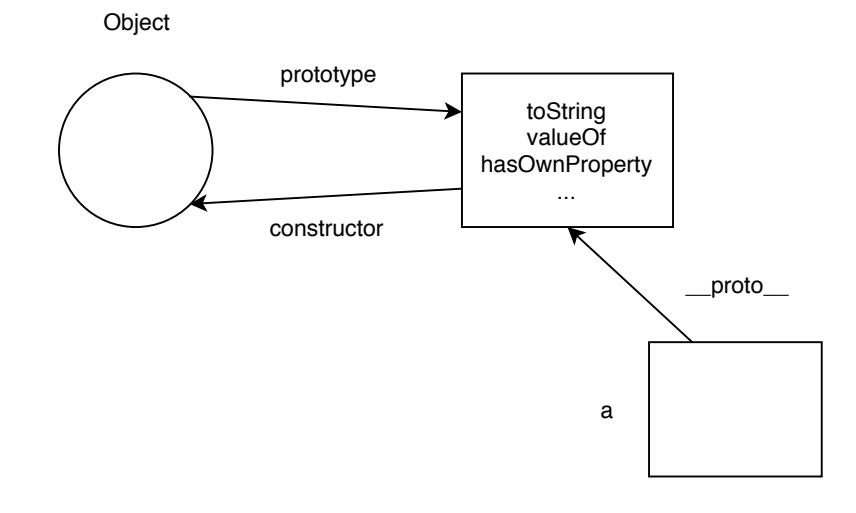 Object
prototype
toString
valueOf
hasOwnProperty
...
constructor
__proto__
a